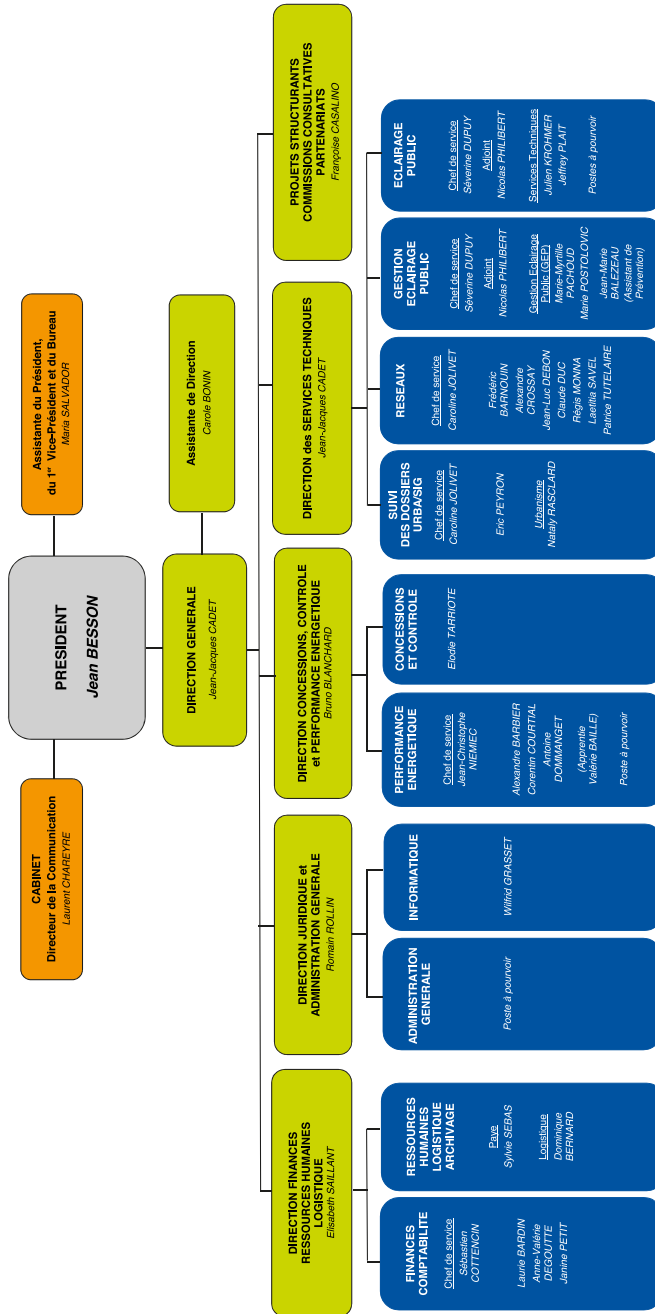 CABINET
Directeur de la Communication
Laurent CHAREYRE
PRESIDENT
Jean BESSON
Assistante du Président,
du 1er Vice-Président et du Bureau
Maria SALVADOR
DIRECTION GENERALE
Jean-Jacques CADET
Assistante de Direction
Carole BONIN
DIRECTION FINANCES
RESSOURCES HUMAINES
LOGISTIQUE
Elisabeth SAILLANT
DIRECTION JURIDIQUE et
ADMINISTRATION GENERALE
Romain ROLLIN
DIRECTION CONCESSIONS, CONTROLE
et PERFORMANCE ENERGETIQUE
Bruno BLANCHARD
DIRECTION des SERVICES TECHNIQUES
Jean-Jacques CADET
PROJETS STRUCTURANTS
COMMISSIONS CONSULTATIVES
PARTENARIATS
Françoise CASALINO
FINANCES
COMPTABILITE
Chef de service
Sébastien
COTTENCIN
Laurie BARDIN
Anne-Valérie
DEGOUTTE
Janine PETIT
RESSOURCES
HUMAINES
LOGISTIQUE
ARCHIVAGE
Paye
Sylvie SEBAS
Logistique
Dominique
BERNARD
ADMINISTRATION
GENERALE
Poste à pourvoir
INFORMATIQUE
Wilfrid GRASSET
PERFORMANCE
ENERGETIQUE
Chef de service
Jean-Christophe
NIEMIEC
Alexandre BARBIER
Corentin COURTIAL
Antoine
DOMMANGET
(Apprentie
Valérie BAILLE)
Poste à pourvoir
CONCESSIONS
ET CONTROLE
Elodie TARRIOTE
SUIVI
DES DOSSIERS
URBA/SIG
Chef de service
Caroline JOLIVET
Eric PEYRON
Urbanisme
Nataly RASCLARD
RESEAUX
Chef de service
Caroline JOLIVET
Frédéric
BARNOUIN
Alexandre
CROSSAY
Jean-Luc DEBON
Claude DUC
Régis MONNA
Laetitia SAVEL
Patrice TUTELAIRE
GESTION
ECLAIRAGE
PUBLIC
Chef de service
Séverine DUPUY
Adjoint
Nicolas PHILIBERT
Gestion Eclairage
Public (GEP)
Marie-Myrtille
PACHOUD
Marie POSTOLOVIC
Jean-Marie
BALEZEAU
(Assistant de
Prévention)
ECLAIRAGE
PUBLIC
Chef de service
Séverine DUPUY
Adjoint
Nicolas PHILIBERT
Services Techniques
Julien KROHMER
Jeffrey PLAIT
Postes à pourvoir